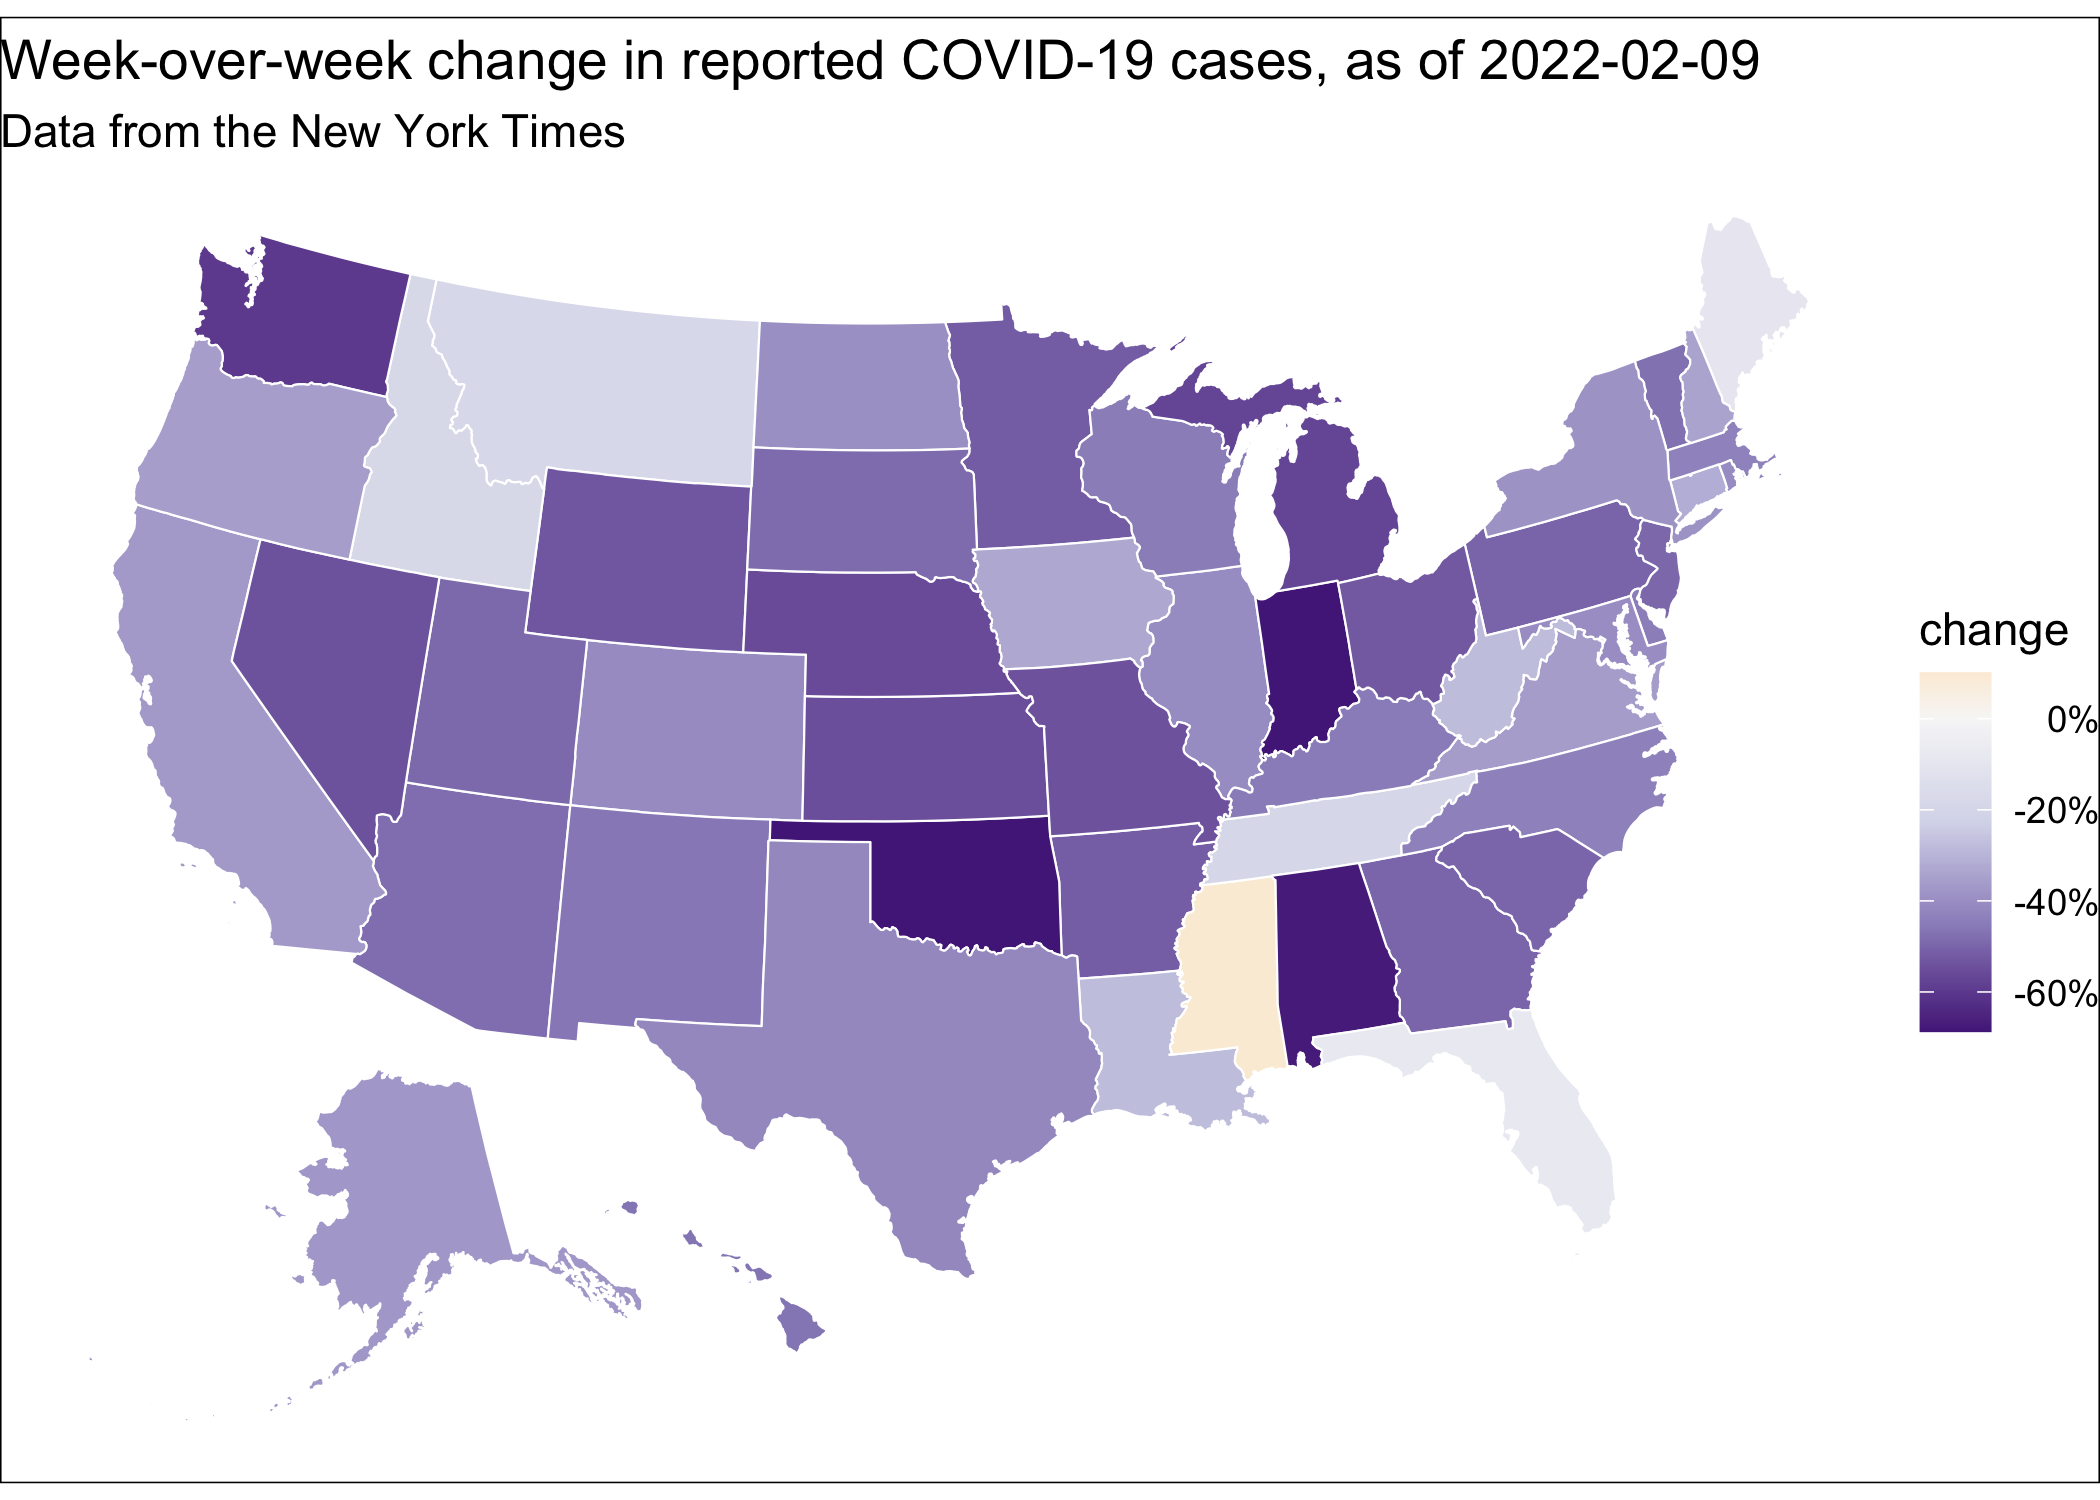 Week-over-week change in reported COVID-19 cases, as of 2022-02-09
Data from the New York Times
change
0%
-20%
-40%
-60%